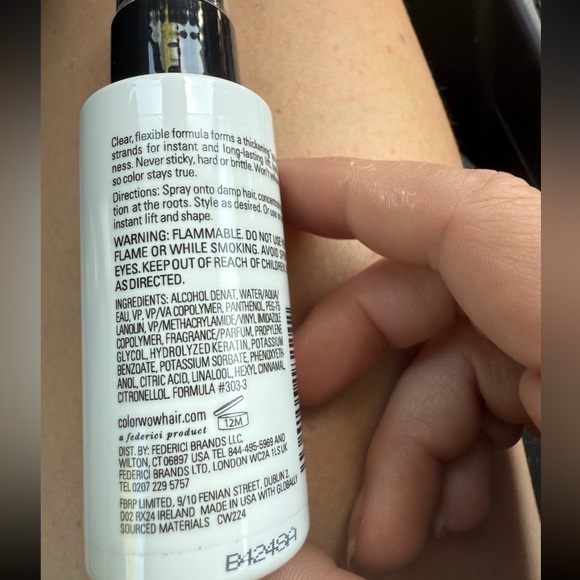 Clear, flexible formula forms a thickening
strands for instant and long-lasting lift,
ness. Never sticky, hard or brittle. Won't
so color stays true.
Directions: Spray onto damp hair,
tion at the roots. Style as desired. Or use
instant lift and shape.
WARNING: FLAMMABLE. DO NOT USE
FLAME OR WHILE SMOKING. AVOID
EYES. KEEP OUT OF REACH OF CHILDREN.
AS DIRECTED.
INGREDIENTS: ALCOHOL DENAT, WATER/AQUA/
EAU, VP, VP/VA COPOLYMER, PANTHENOL, PEG-75
LANOLIN, VP/METHACRYLAMIDE/VINYL IMIDAZOLE
COPOLYMER, FRAGRANCE/PARFUM, PROPYLENE
GLYCOL, HYDROLYZED KERATIN, POTASSIUM
BENZOATE, POTASSIUM SORBATE, PHENOXYETH-
ANOL, CITRIC ACID, LINALOOL, HEXYL CINNAMAL
CITRONELLOL. FORMULA #303-3
colorwowhair.com
12M
a federici product
DIST. BY: FEDERICI BRANDS LLC.
WILTON, CT 06897 USA TEL 844-495-5969 AND
FEDERICI BRANDS LTD, LONDON WC2A 1LS UK
TEL 0207 229 5757
FBRP LIMITED, 9/10 FENIAN STREET, DUBLIN 2,
D02 RX24 IRELAND MADE IN USA WITH GLOBALLY
SOURCED MATERIALS CW224
B4248A